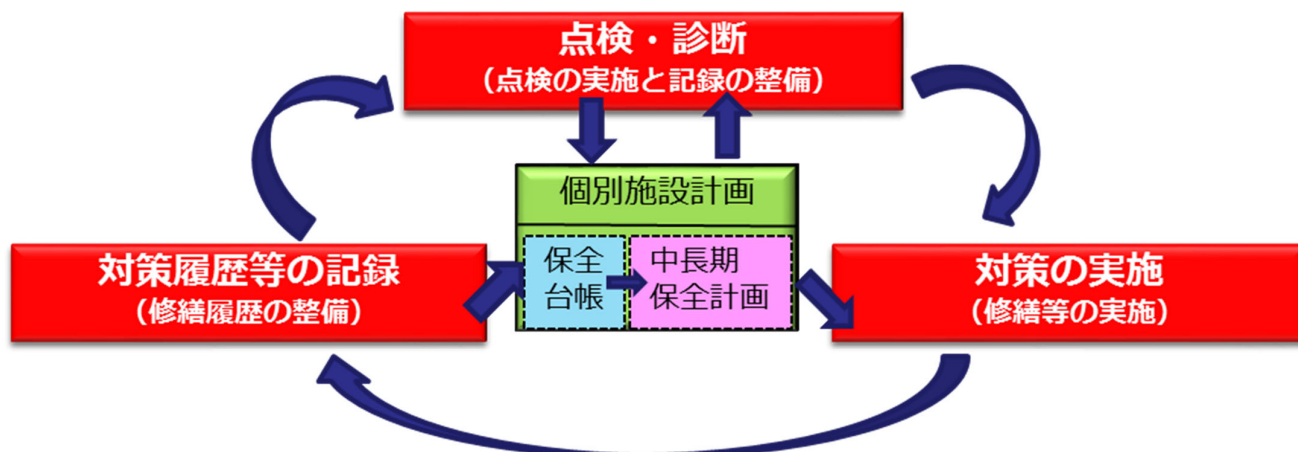 点検・診断
（点検の実施と記録の整備）
個別施設計画
保全
台帳
中長期
保全計画
対策履歴等の記録
（修繕履歴の整備）
対策の実施
（修繕等の実施）